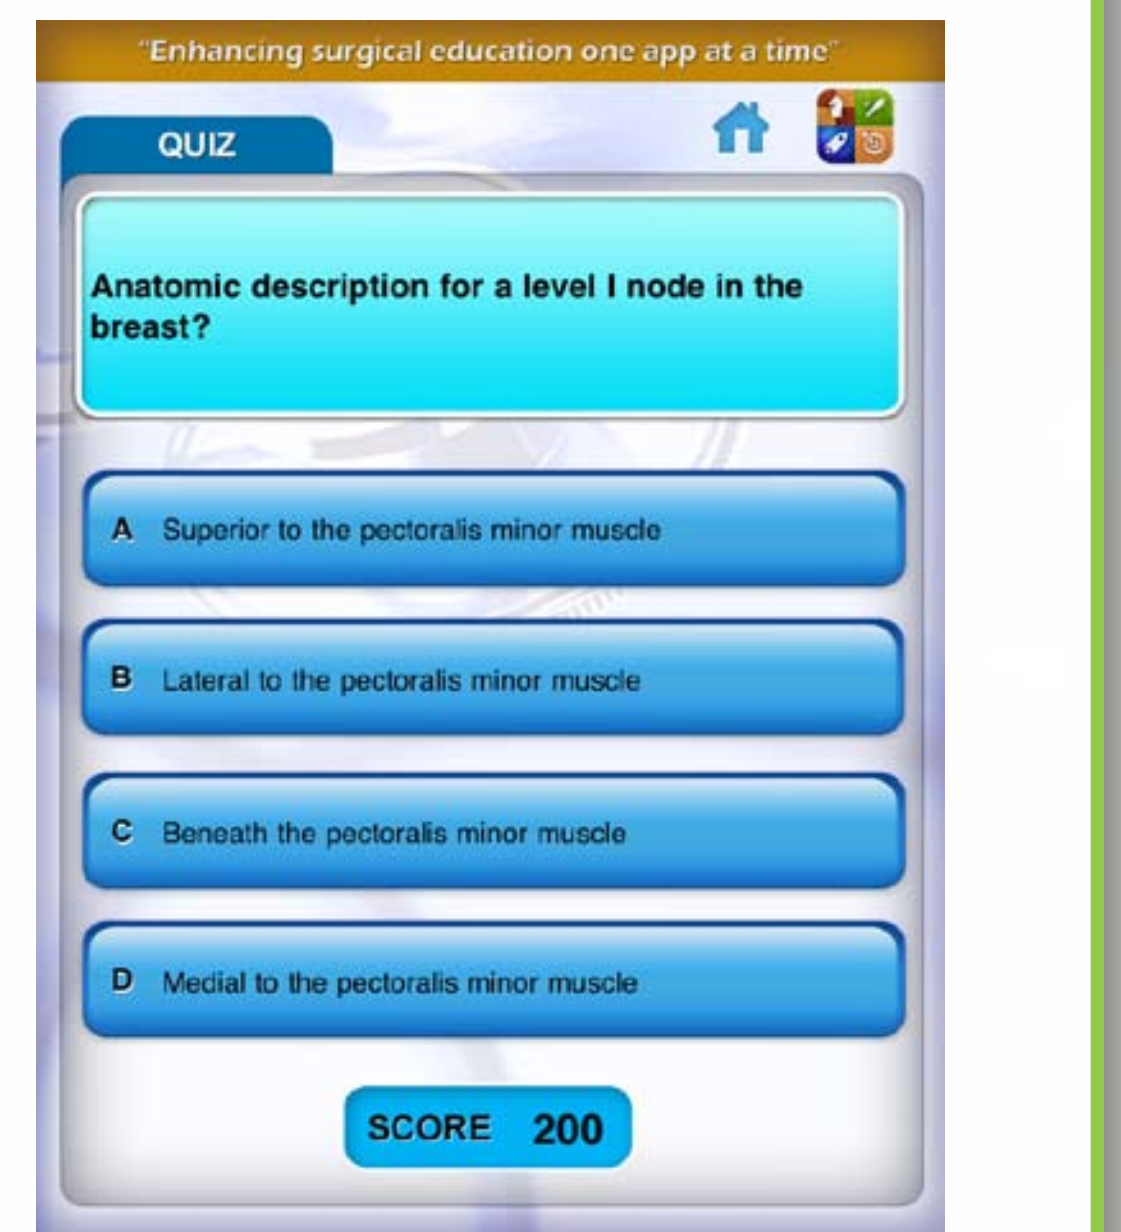 "Enhancing surgical education one app at a time"
QUIZ
Anatomic description for a level I node in the
breast?
A Superior to the pectoralis minor muscle
B Lateral to the pectoralis minor muscle
C Beneath the pectoralis minor muscle
D Medial to the pectoralis minor muscle
SCORE 200